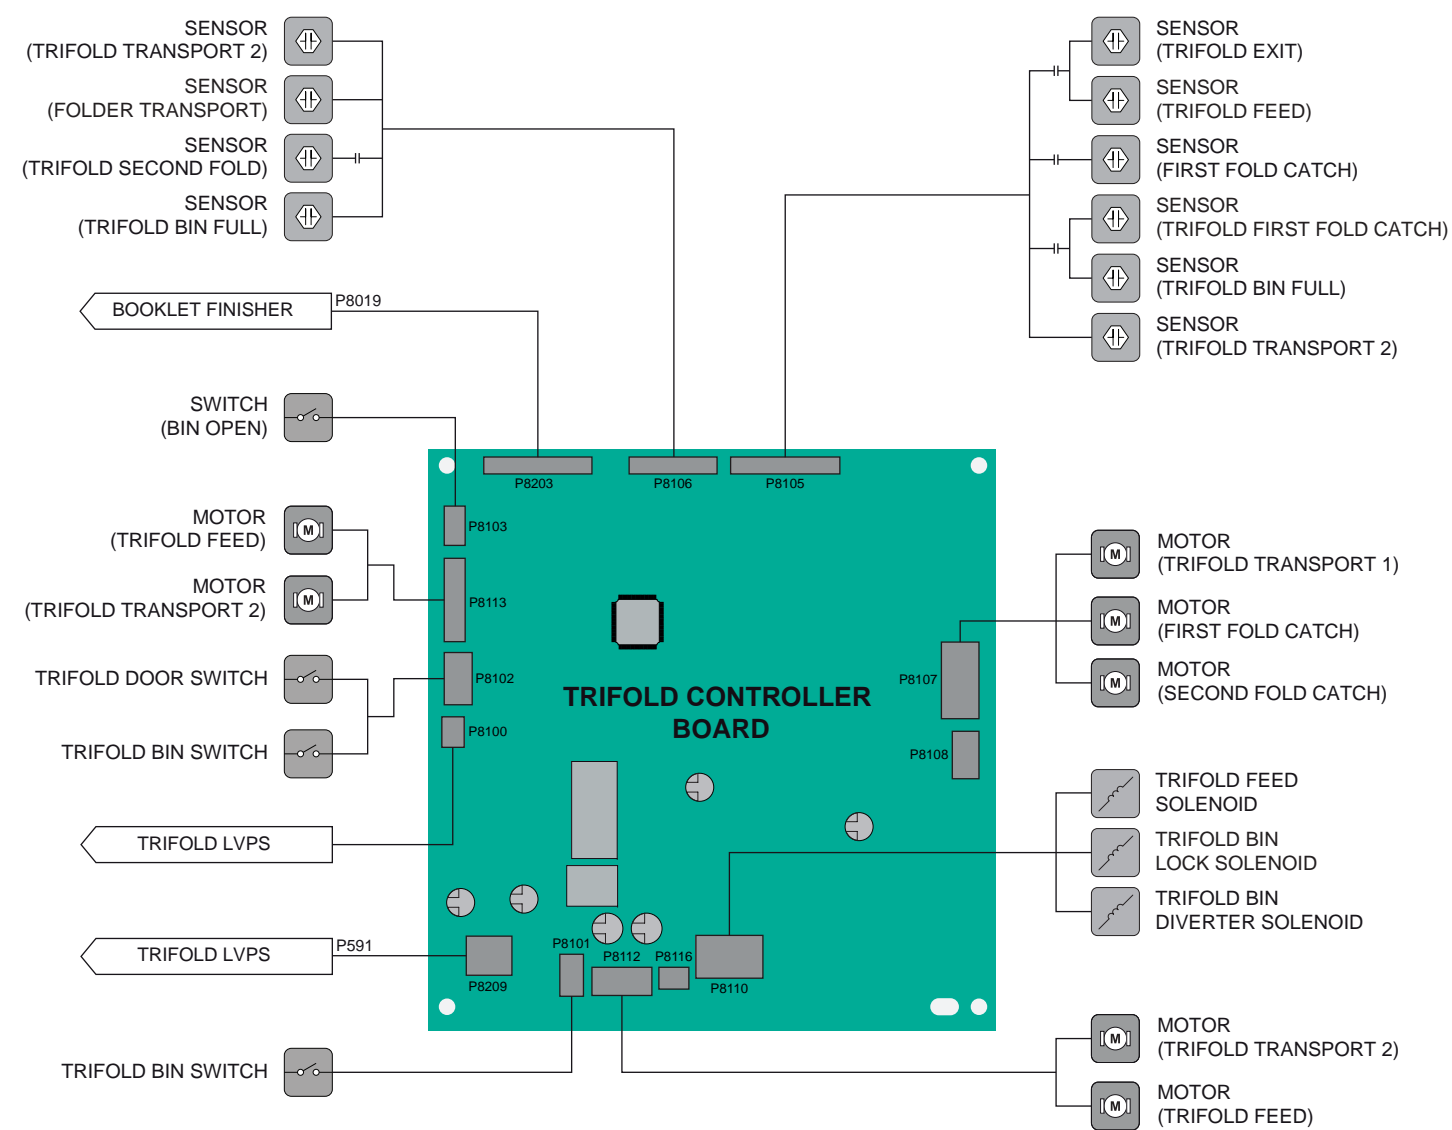 SENSOR
(TRIFOLD TRANSPORT 2)
SENSOR
(FOLDER TRANSPORT)
SENSOR
(TRIFOLD SECOND FOLD)
SENSOR
(TRIFOLD BIN FULL)
BOOKLET FINISHER
P8019
SWITCH
(BIN OPEN)
MOTOR
(TRIFOLD FEED)
M
MOTOR
(TRIFOLD TRANSPORT 2)
M
TRIFOLD DOOR SWITCH
TRIFOLD BIN SWITCH
TRIFOLD LVPS
TRIFOLD LVPS
P591
TRIFOLD BIN SWITCH
P8203
P8106
P8105
P8103
P8113
P8102
P8100
TRIFOLD CONTROLLER
BOARD
P8107
P8108
P8209
P8101
P8112
P8116
P8110
SENSOR
(TRIFOLD EXIT)
SENSOR
(TRIFOLD FEED)
SENSOR
(FIRST FOLD CATCH)
SENSOR
(TRIFOLD FIRST FOLD CATCH)
SENSOR
(TRIFOLD BIN FULL)
SENSOR
(TRIFOLD TRANSPORT 2)
M
MOTOR
(TRIFOLD TRANSPORT 1)
M
MOTOR
(FIRST FOLD CATCH)
M
MOTOR
(SECOND FOLD CATCH)
TRIFOLD FEED
SOLENOID
TRIFOLD BIN
LOCK SOLENOID
TRIFOLD BIN
DIVERTER SOLENOID
M
MOTOR
(TRIFOLD TRANSPORT 2)
M
MOTOR
(TRIFOLD FEED)